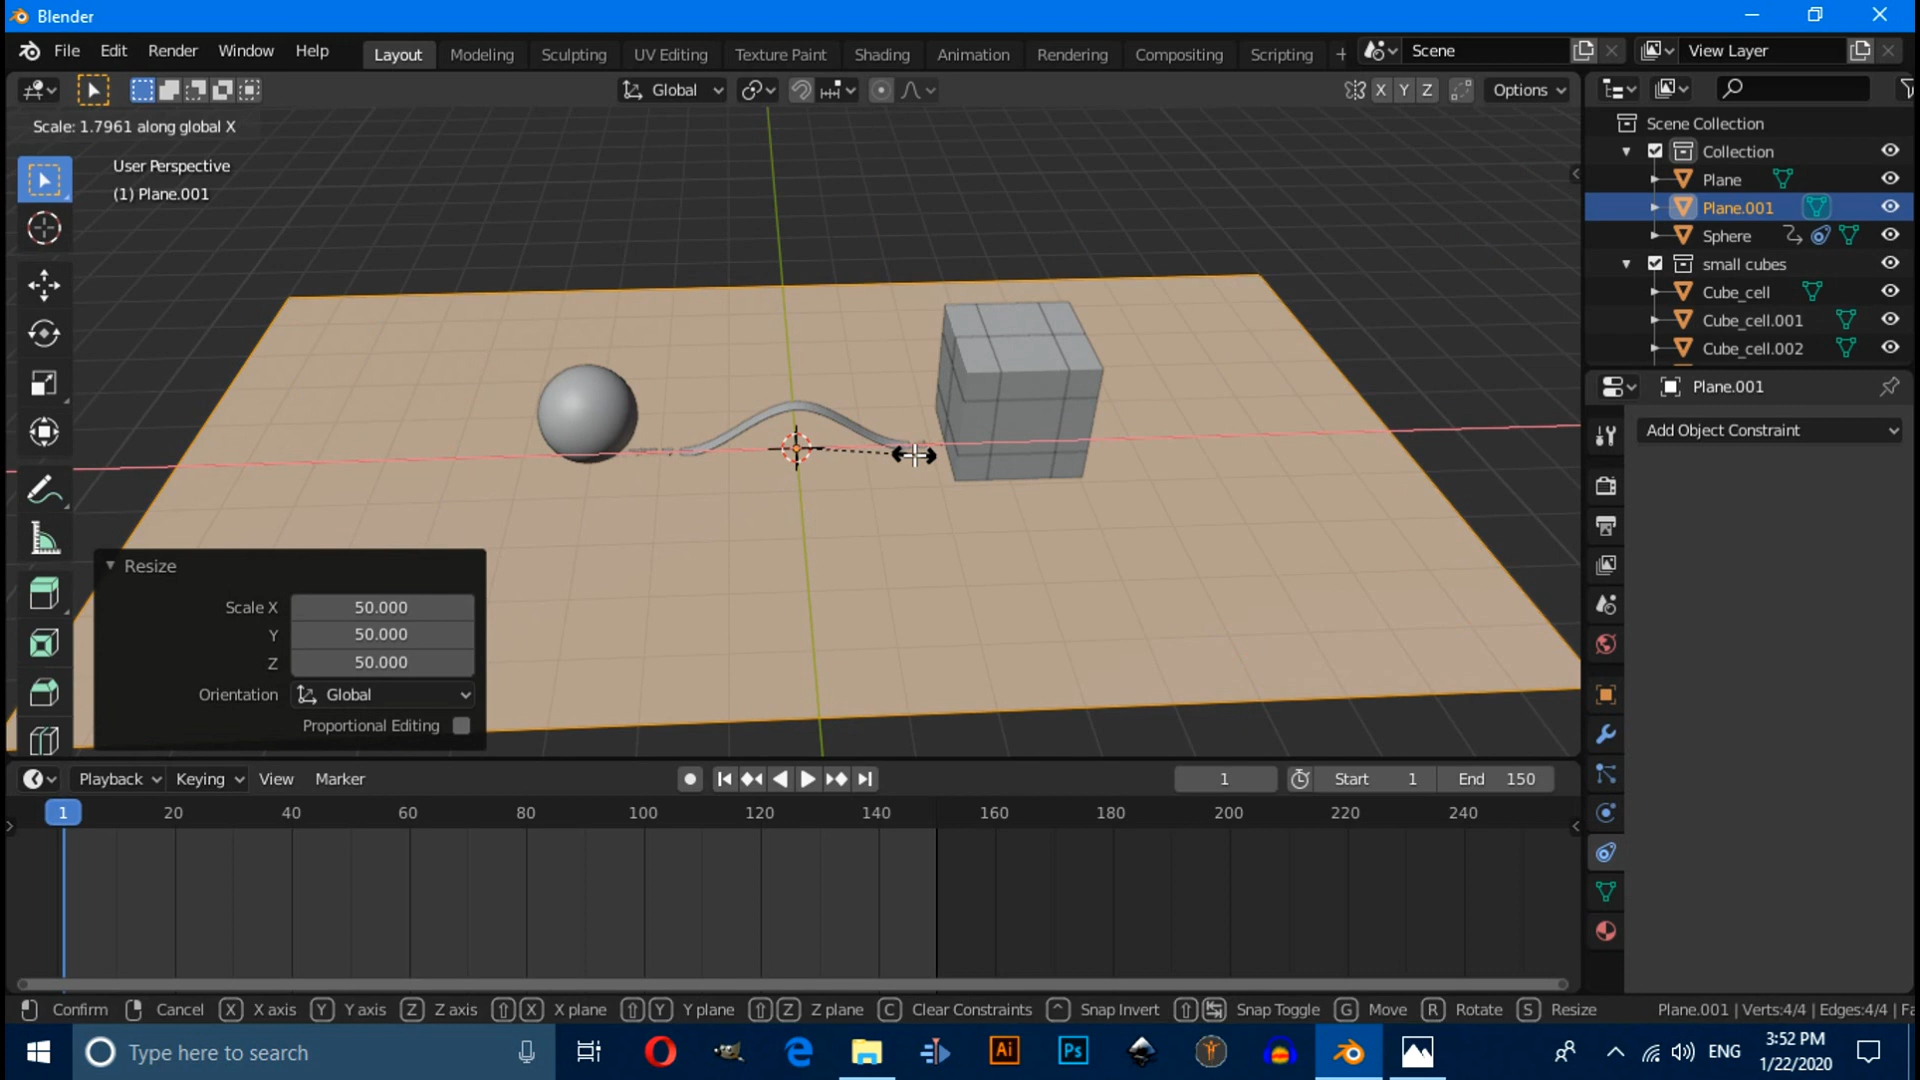 Blender
File Edit Render Window Help Layout Modeling Sculpting UV Editing Texture Paint Shading Animation Rendering Compositing Scripting + Scene View Layer
Global X Y Z Options
Scale: 1.7961 along global X
User Perspective
(1) Plane.001
Scene Collection
Collection
Plane
Plane.001
Sphere
small cubes
Cube_cell
Cube_cell.001
Cube_cell.002
Plane.001
Add Object Constraint
Resize
Scale X 50.000
Y 50.000
Z 50.000
Orientation Global
Proportional Editing
Playback Keying View Marker 1 Start 1 End 150
1 20 40 60 80 100 120 140 160 180 200 220 240
Confirm Cancel X X axis Y Y axis Z Z axis X X plane Y Y plane Z Z plane C Clear Constraints Snap Invert Snap Toggle G Move R Rotate S Resize Plane.001 | Verts:4/4 | Edges:4/4 | Fa
Type here to search Ai Ps ENG 3:52 PM
1/22/2020